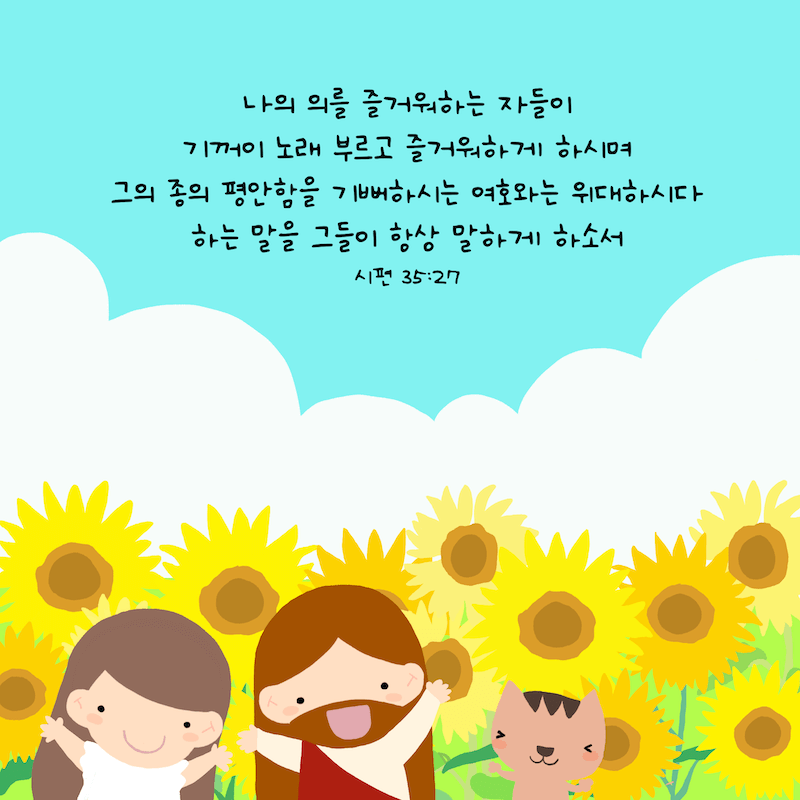 나의 의를 즐거워하는 자들이
기꺼이 노래 부르고 즐거워하게 하시며
그의 종의 평안함을 기뻐하시는 여호와는 위대하시다
하는 말을 그들이 항상 말하게 하소서
시편 35:27